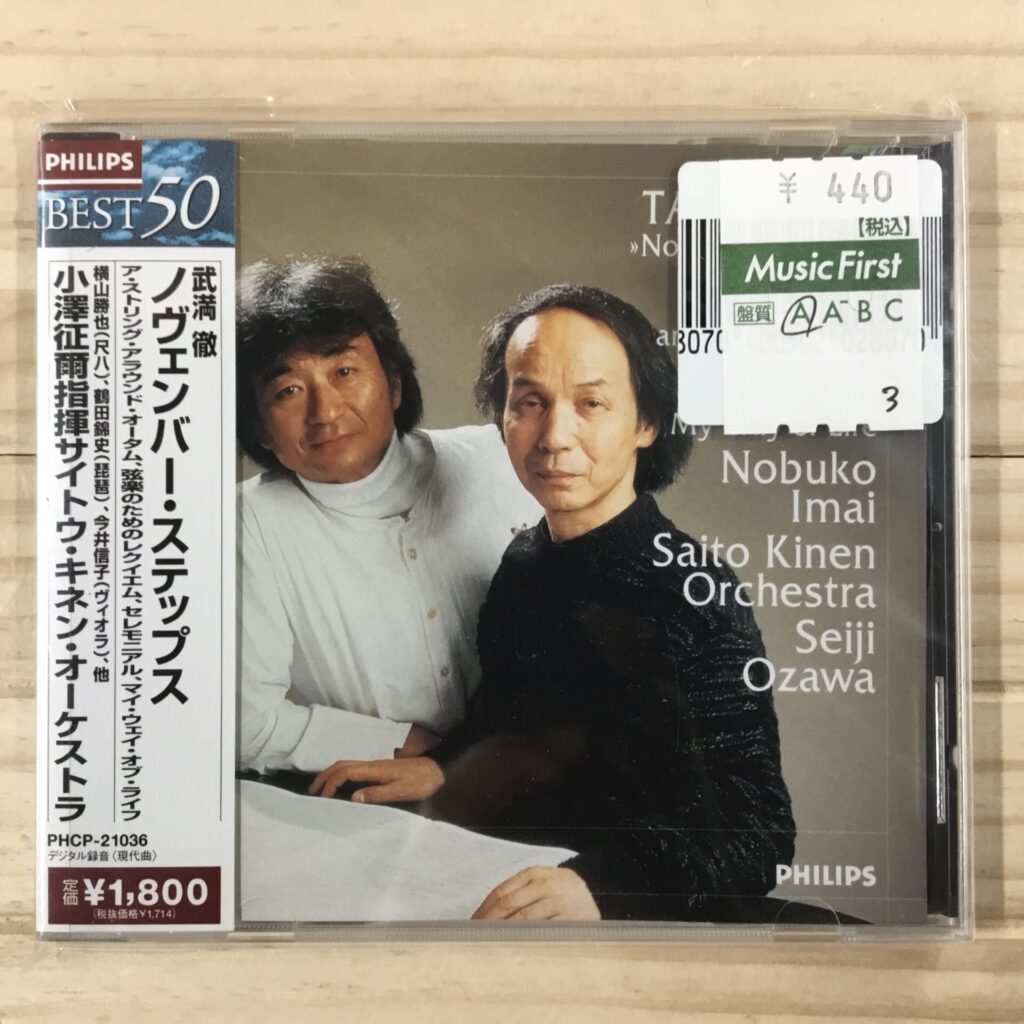 PHILIPS
BEST 50
武満 徹
ノヴェンバー・ステップス
ア・ストリング・アラウンド・オータム、弦楽のためのレクイエム、セレモニアル、マイ・ウェイ・オブ・ライフ
横山勝也(尺八)、鶴田錦史(琵琶)、今井信子(ヴィオラ)、他
小澤征爾指揮サイトウ・キネン・オーケストラ
PHCP-21036
デジタル録音〈現代曲〉
定価 ¥1,800
(税抜価格¥1,714)
¥ 440
【税込】
Music First
盤質 A A⁻ B C
3
Nobuko
Imai
Saito Kinen
Orchestra
Seiji
Ozawa
PHILIPS